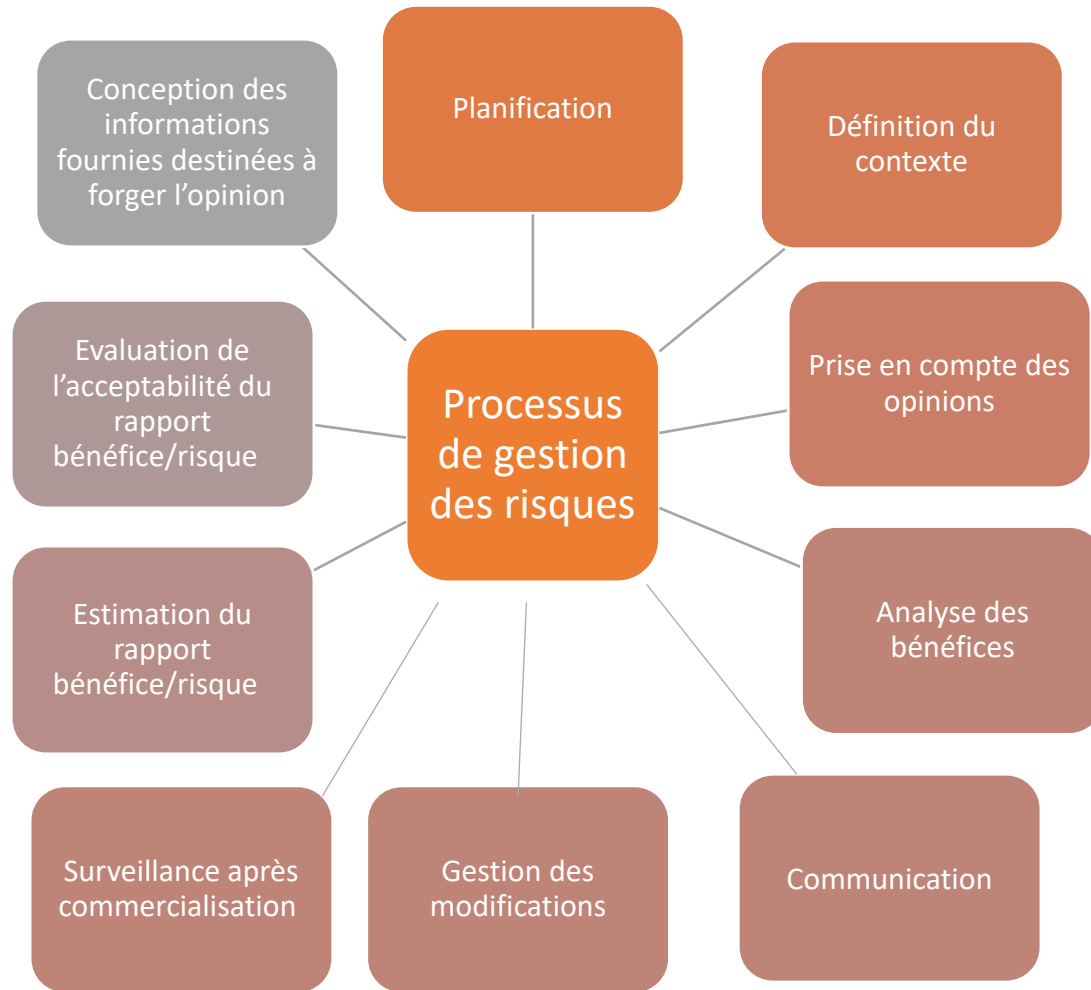 Conception des
informations
fournies destinées à
forger l’opinion
Planification
Définition du
contexte
Evaluation de
l’acceptabilité du
rapport
bénéfice/risque
Processus
de gestion
des risques
Prise en compte des
opinions
Estimation du
rapport
bénéfice/risque
Analyse des
bénéfices
Surveillance après
commercialisation
Gestion des
modifications
Communication